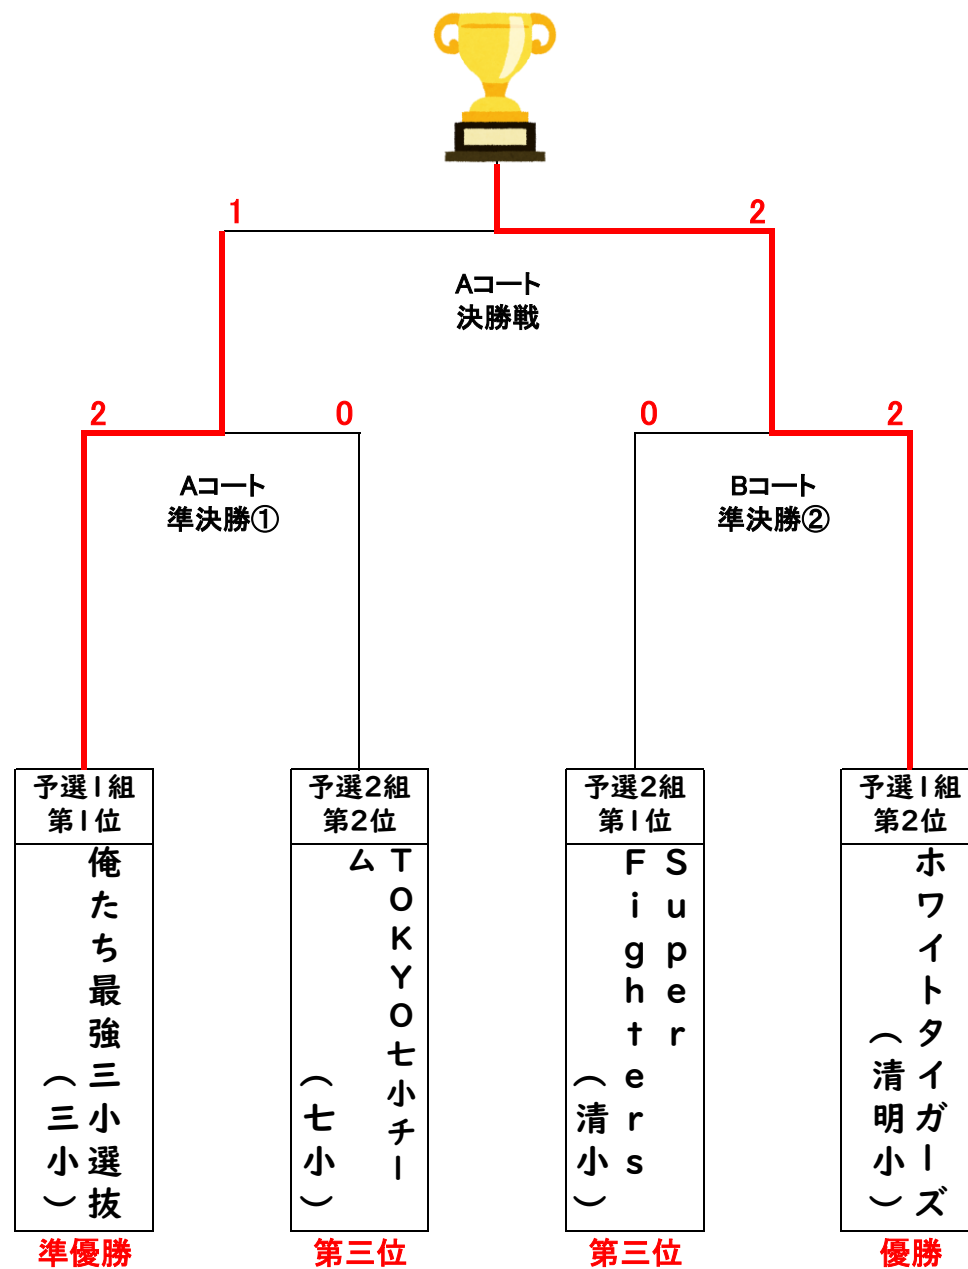 1
2
Aコート
決勝戦
2
0
0
2
Aコート
準決勝①
Bコート
準決勝②
予選1組
第1位
俺たち最強三小選抜
（三小）
準優勝
予選2組
第2位
TOKYO七小チー
ム
（七小）
第三位
予選2組
第1位
Super
Fighters
（清小）
第三位
予選1組
第2位
ホワイトタイガーズ
（清明小）
優勝